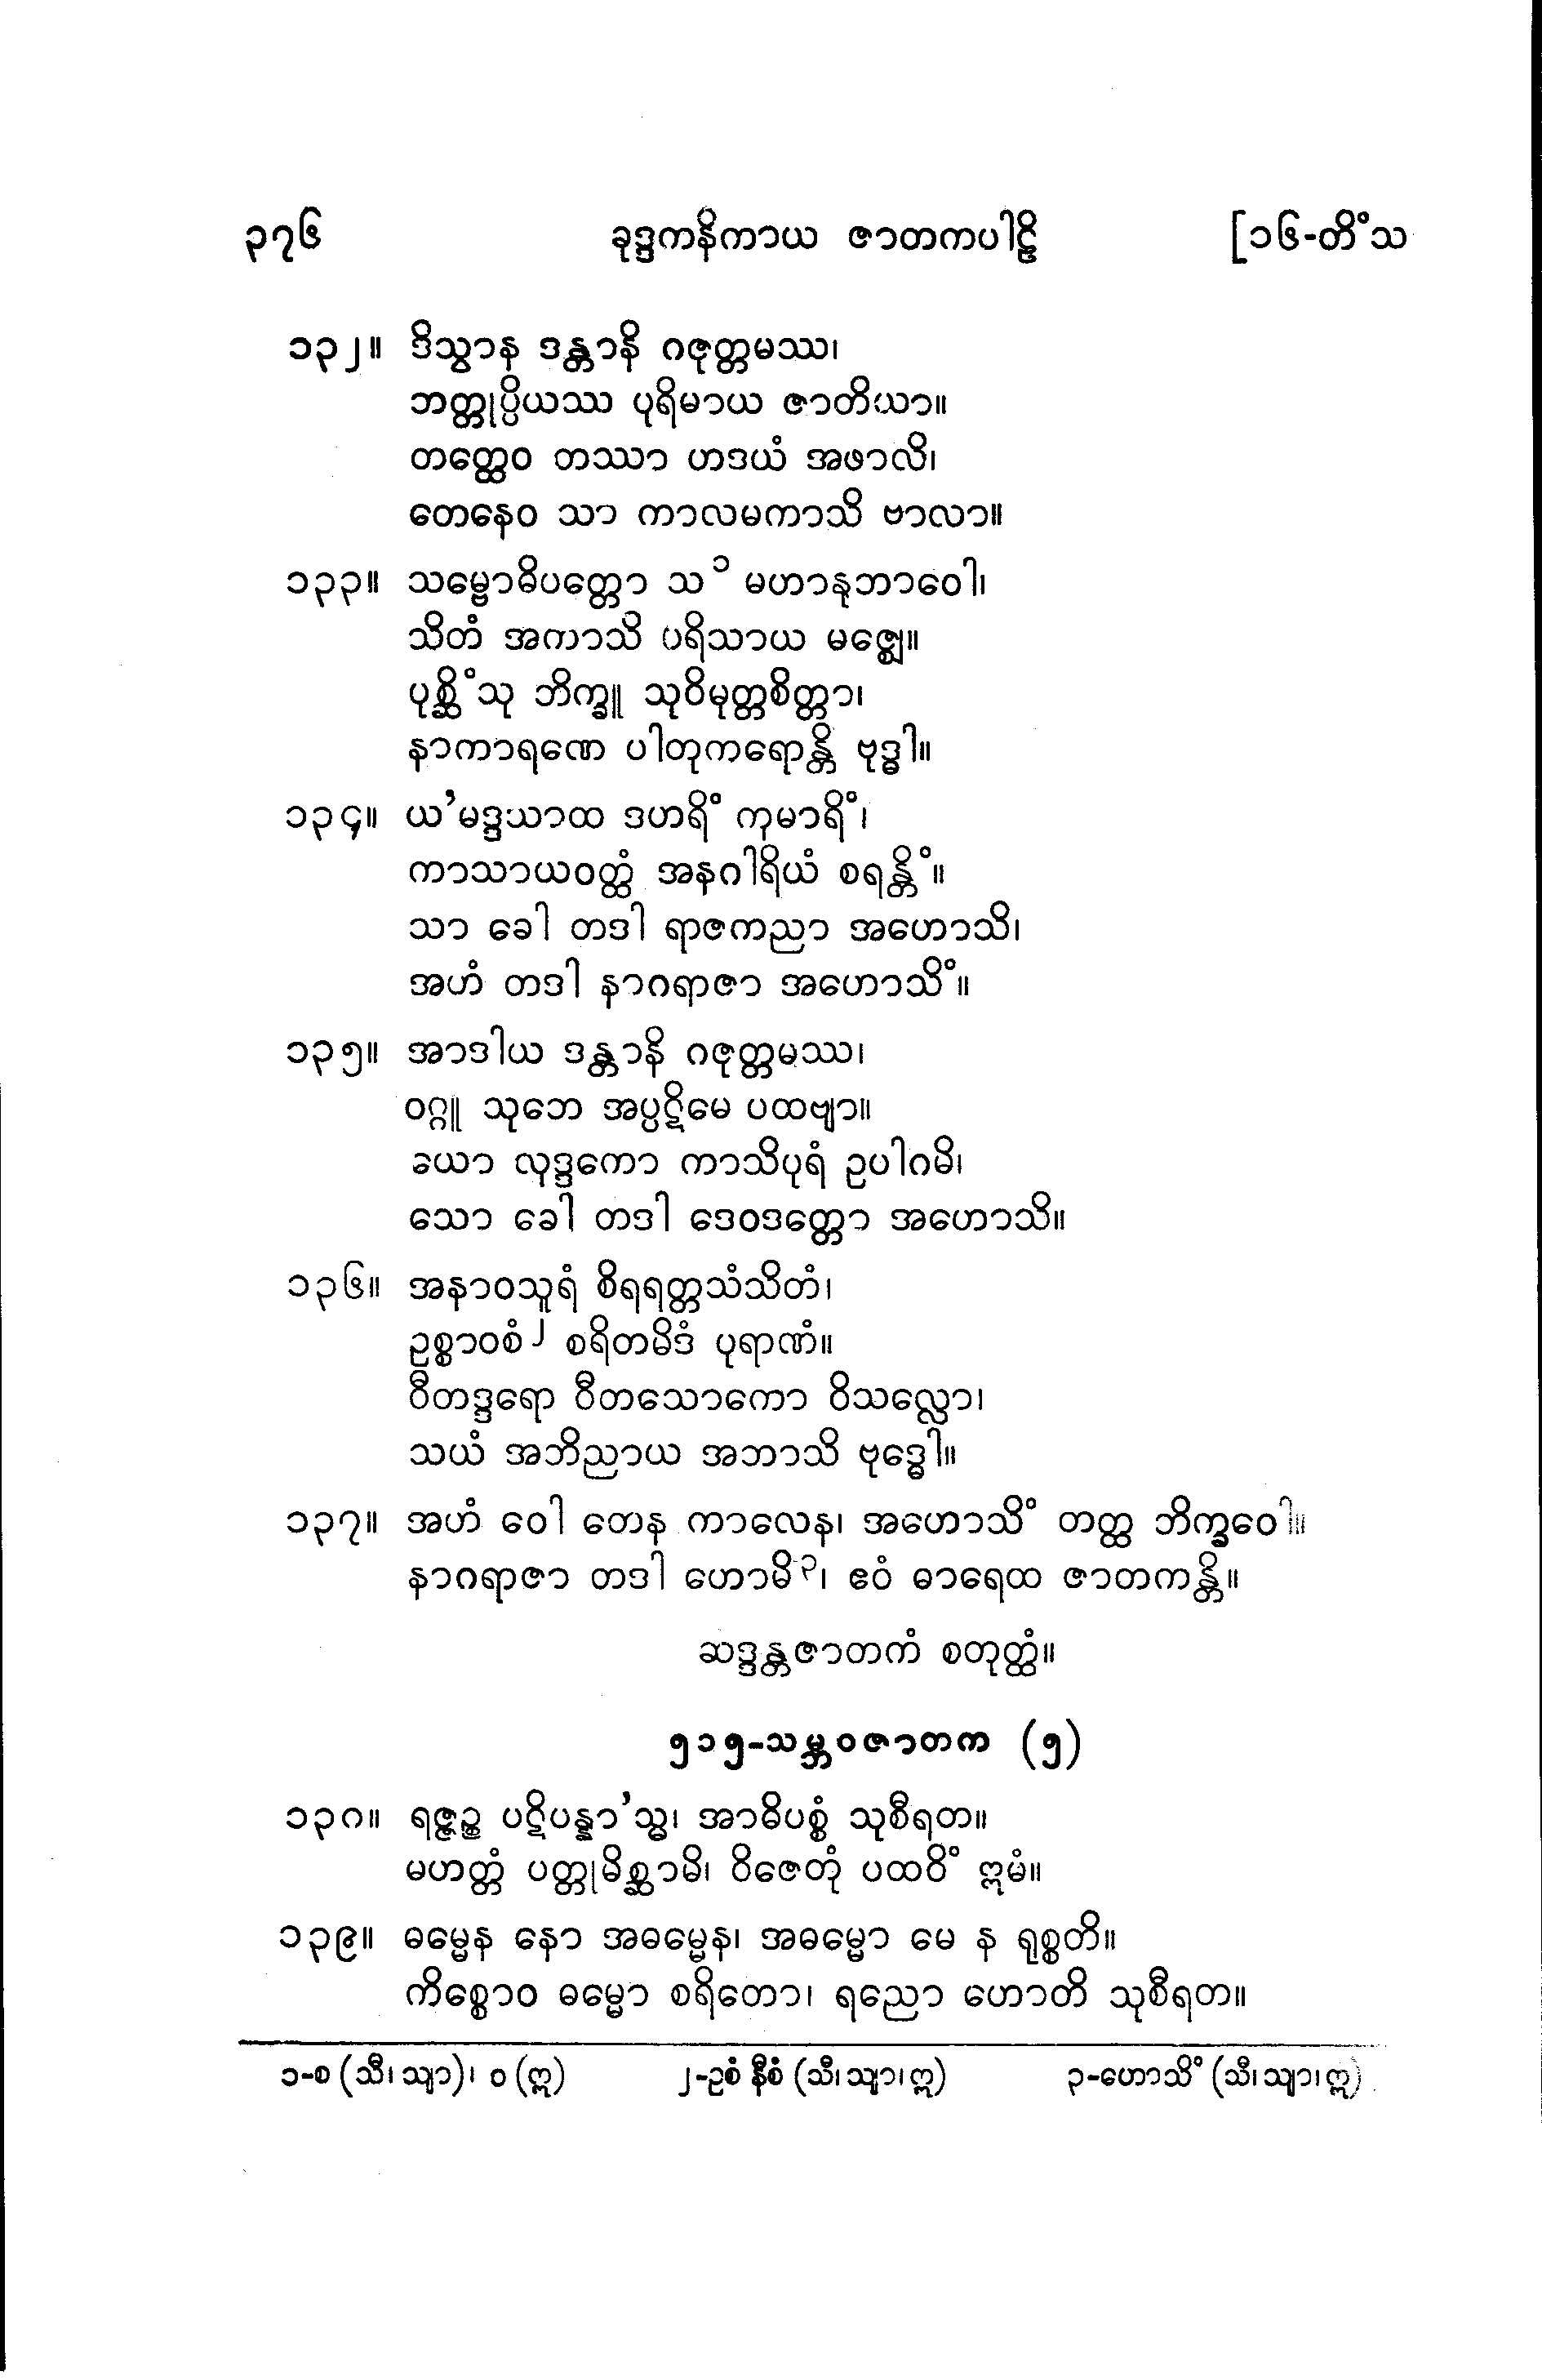 ၃၇၆ ခုဒ္ဒကနိကာယ ဇာတကပါဠိ [၁၆-တိံသ
၁၃၂။ ဒိသွာန ဒန္တာနိ ဂဇုတ္တမဿ၊
ဘတ္တုပ္ပိယဿ ပုရိမာယ ဇာတိယာ။
တတ္ထေဝ တဿာ ဟဒယံ အဖာလိ၊
တေနေဝ သာ ကာလမကာသိ ဗာလာ။
၁၃၃။ သမ္ဗောဓိပတ္တော သ ၁ မဟာနုဘာဝေါ၊
သိတံ အကာသိ ပရိသာယ မဇ္ဈေ။
ပုစ္ဆိံသု ဘိက္ခူ သုဝိမုတ္တစိတ္တာ၊
နာကာရဏေ ပါတုကရောန္တိ ဗုဒ္ဓါ။
၁၃၄။ ယ'မဒ္ဒသာထ ဒဟရိံ ကုမာရိံ၊
ကာသာယဝတ္ထံ အနဂါရိယံ စရန္တိံ။
သာ ခေါ တဒါ ရာဇကညာ အဟောသိ၊
အဟံ တဒါ နာဂရာဇာ အဟောသိံ။
၁၃၅။ အာဒါယ ဒန္တာနိ ဂဇုတ္တမဿ၊
ဝဂ္ဂူ သုဘေ အပ္ပဋိမေ ပထဗျာ။
ယော လုဒ္ဒကော ကာသိပုရံ ဥပါဂမိ၊
သော ခေါ တဒါ ဒေဝဒတ္တော အဟောသိ။
၁၃၆။ အနာဝသူရံ စိရရတ္တသံသိတံ၊
ဥစ္စာဝစံ ၂ စရိတမိဒံ ပုရာဏံ။
ဝီတဒ္ဒရော ဝီတသောကော ဝိသလ္လော၊
သယံ အဘိညာယ အဘာသိ ဗုဒ္ဓေါ။
၁၃၇။ အဟံ ဝေါ တေန ကာလေန၊ အဟောသိံ တတ္ထ ဘိက္ခဝေါ။
နာဂရာဇာ တဒါ ဟောမိ ၃၊ ဧဝံ ဓာရေထ ဇာတကန္တိ။
ဆဒ္ဒန္တဇာတကံ စတုတ္ထံ။
၅၁၅-သမ္ဘဝဇာတက (၅)
၁၃၈။ ရဇ္ဇဉ္စ ပဋိပန္နာ'သ္မ၊ အာဓိပစ္စံ သုစီရတ။
မဟတ္တံ ပတ္တုမိစ္ဆာမိ၊ ဝိဇေတုံ ပထဝိံ ဣမံ။
၁၃၉။ ဓမ္မေန နော အဓမ္မေန၊ အဓမ္မော မေ န ရုစ္စတိ။
ကိစ္စောဝ ဓမ္မော စရိတော၊ ရညော ဟောတိ သုစီရတ။
၁-စ (သီ၊ သျာ)၊ ဝ (ဣ) ၂-ဥစံ နီစံ (သီ၊ သျာ၊ ဣ) ၃-ဟောသိံ (သီ၊ သျာ၊ ဣ)